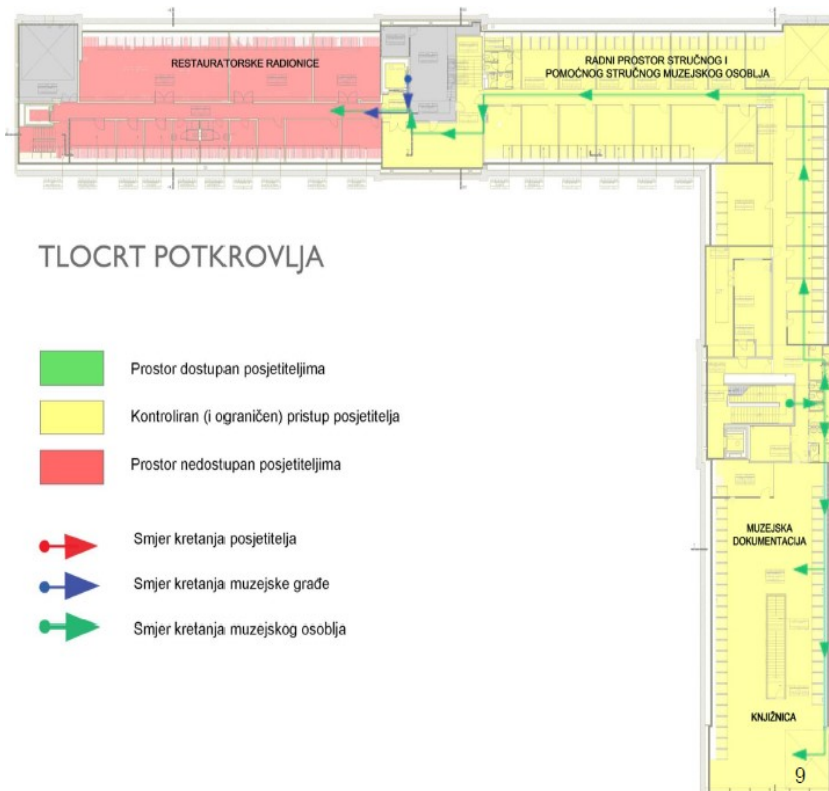 RESTAURATORSKE RADIONICE
RADNI PROSTOR STRUČNOG I
POMOĆNOG STRUČNOG MUZEJSKOG OSOBLJA
TLOCRT POTKROVLJA
Prostor dostupan posjetiteljima
Kontroliran (i ograničen) pristup posjetitelja
Prostor nedostupan posjetiteljima
Smjer kretanja posjetitelja
Smjer kretanja muzejske građe
Smjer kretanja muzejskog osoblja
MUZEJSKA
DOKUMENTACIJA
KNJIŽNICA
9